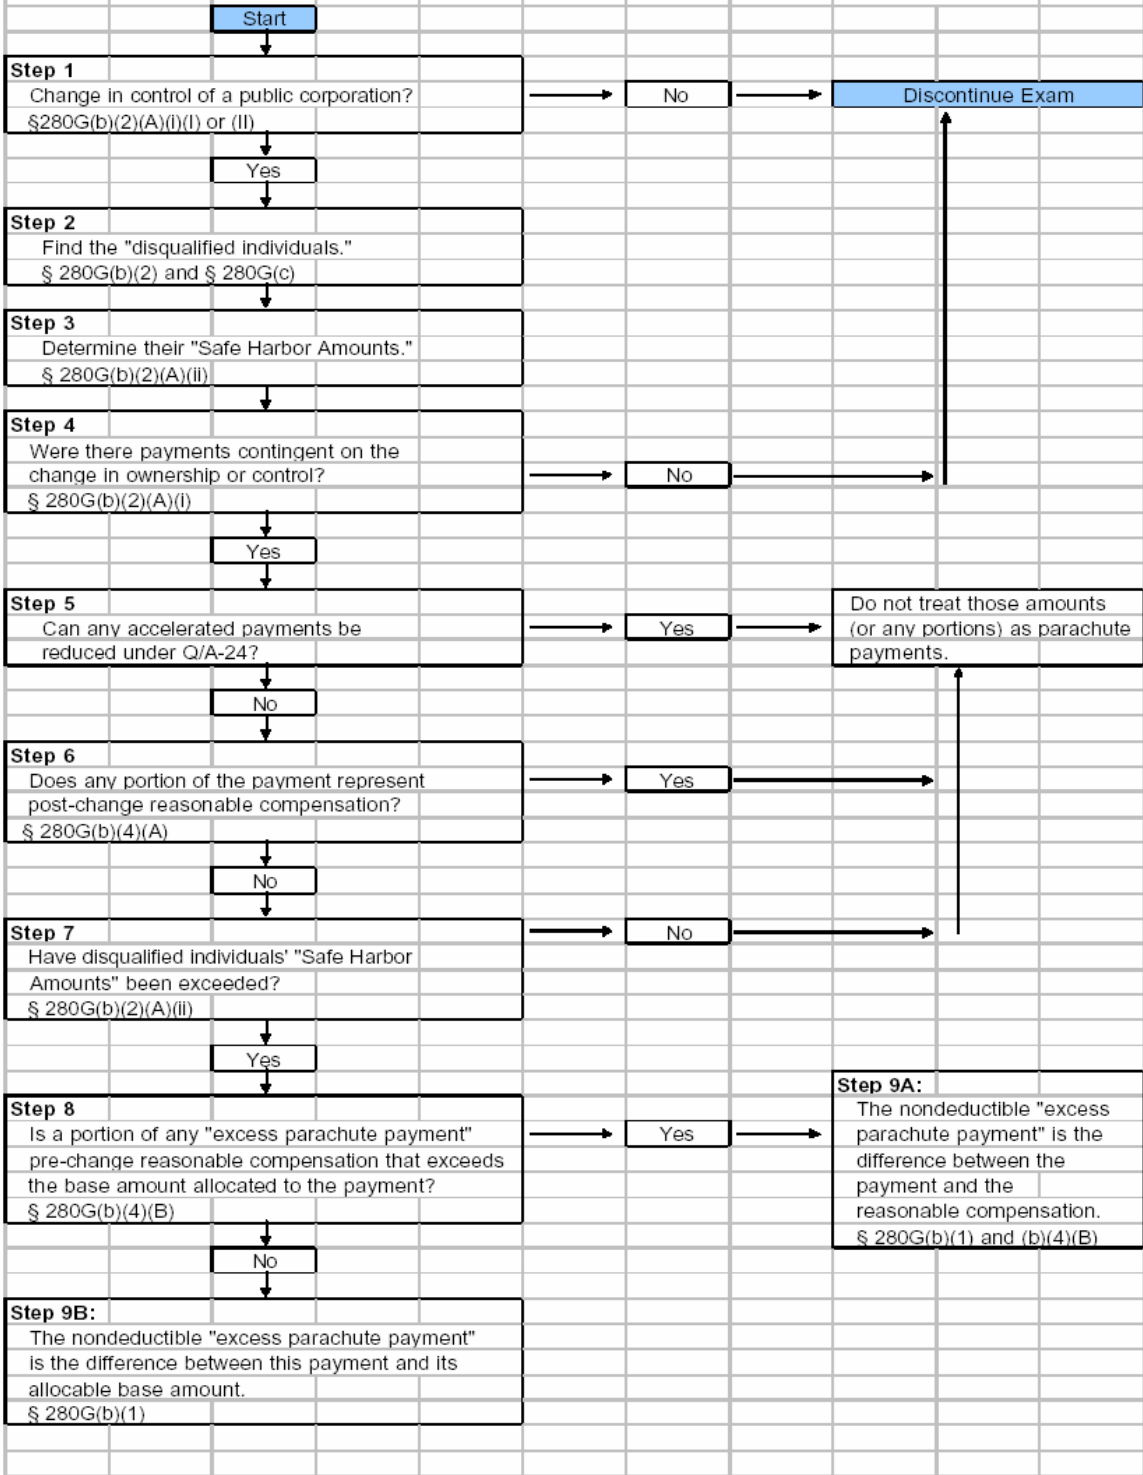 Start
Step 1
Change in control of a public corporation?
§280G(b)(2)(A)(i)(I) or (II)
No
Discontinue Exam
Yes
Step 2
Find the "disqualified individuals."
§ 280G(b)(2) and § 280G(c)
Step 3
Determine their "Safe Harbor Amounts."
§ 280G(b)(2)(A)(ii)
Step 4
Were there payments contingent on the
change in ownership or control?
§ 280G(b)(2)(A)(i)
No
Yes
Step 5
Can any accelerated payments be
reduced under Q/A-24?
Yes
Do not treat those amounts
(or any portions) as parachute
payments.
No
Step 6
Does any portion of the payment represent
post-change reasonable compensation?
§ 280G(b)(4)(A)
Yes
No
Step 7
Have disqualified individuals' "Safe Harbor
Amounts" been exceeded?
§ 280G(b)(2)(A)(ii)
No
Yes
Step 8
Is a portion of any "excess parachute payment"
pre-change reasonable compensation that exceeds
the base amount allocated to the payment?
§ 280G(b)(4)(B)
Yes
Step 9A:
The nondeductible "excess
parachute payment" is the
difference between the
payment and the
reasonable compensation.
§ 280G(b)(1) and (b)(4)(B)
No
Step 9B:
The nondeductible "excess parachute payment"
is the difference between this payment and its
allocable base amount.
§ 280G(b)(1)